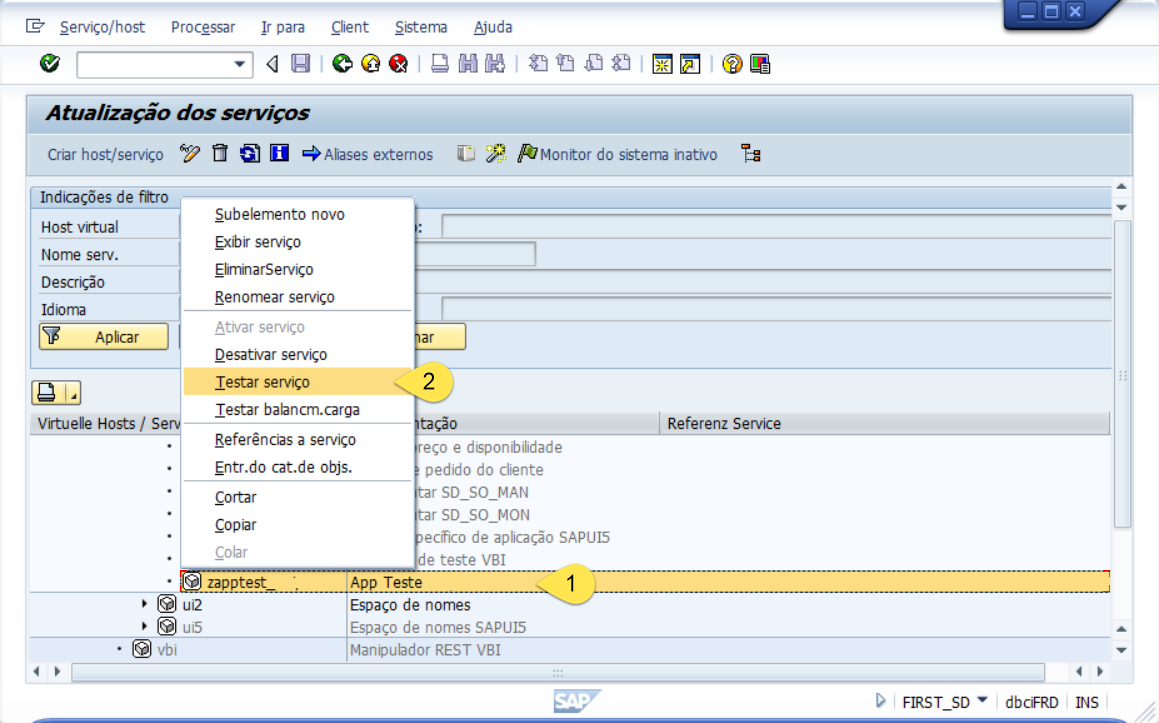 Serviço/host Processar Ir para Client Sistema Ajuda
Atualização dos serviços
Criar host/serviço Aliases externos Monitor do sistema inativo
Indicações de filtro
Host virtual
Nome serv.
Descrição
Idioma
Aplicar
Subelemento novo
Exibir serviço
EliminarServiço
Renomear serviço
Ativar serviço
Desativar serviço
Testar serviço 2
Testar balancm.carga
Referências a serviço
Entr.do cat.de objs.
Cortar
Copiar
Colar
Virtuelle Hosts / Serv ntação Referenz Service
preço e disponibilidade
e pedido do cliente
tar SD_SO_MAN
tar SD_SO_MON
pecífico de aplicação SAPUI5
de teste VBI
zapptest_ App Teste 1
ui2 Espaço de nomes
ui5 Espaço de nomes SAPUI5
vbi Manipulador REST VBI
SAP FIRST_SD dbciFRD INS